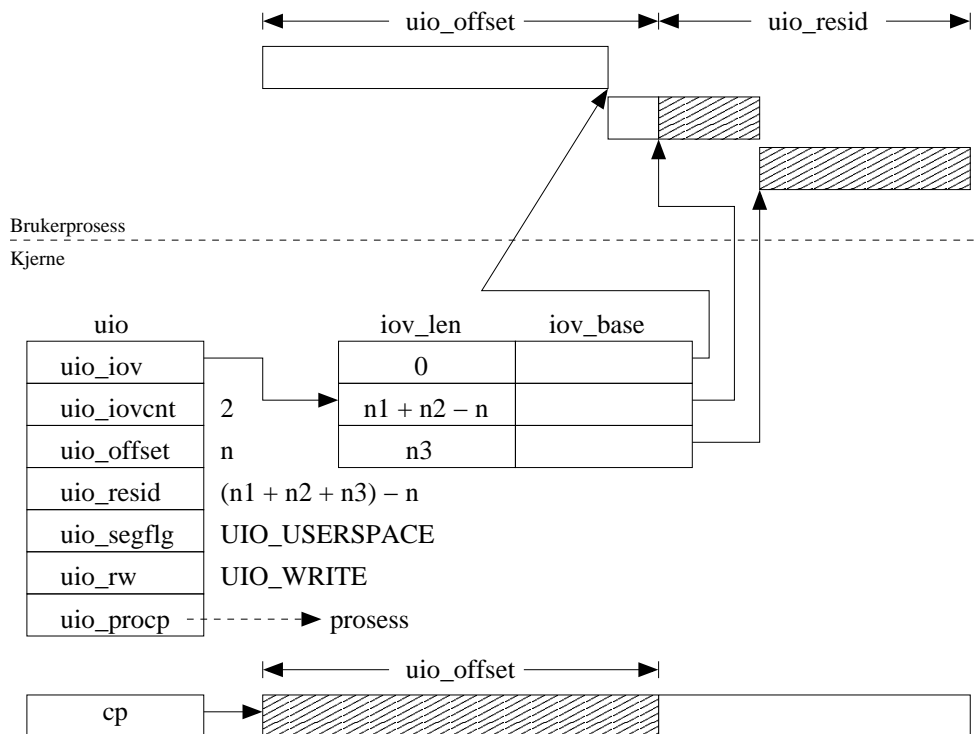 uio_offset uio_resid
Brukerprosess
Kjerne
uio iov_len iov_base
uio_iov 0
uio_iovcnt 2 n1 + n2 − n
uio_offset n n3
uio_resid (n1 + n2 + n3) − n
uio_segflg UIO_USERSPACE
uio_rw UIO_WRITE
uio_procp prosess
uio_offset
cp